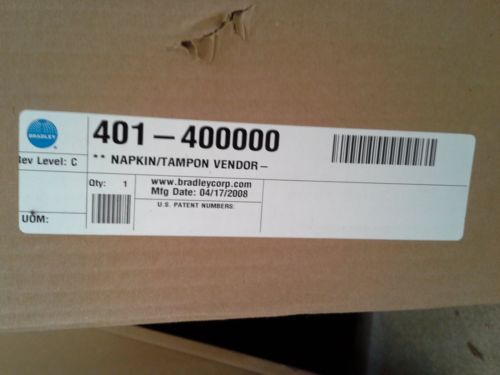 BRADLEY
401-400000
Rev Level: C
** NAPKIN/TAMPON VENDOR-
Qty: 1
www.bradleycorp.com
Mfg Date: 04/17/2008
U.S. PATENT NUMBERS:
UOM: